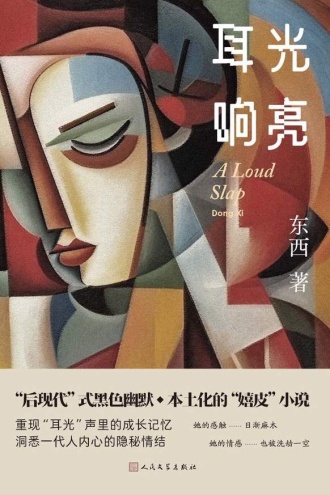 耳光
响亮
A Loud
Slap
Dong Xi
东西 著
“后现代”式黑色幽默◆本土化的“嬉皮”小说
重现“耳光”声里的成长记忆
洞悉一代人内心的隐秘情结
她的感触……日渐麻木
她的情感……也被洗劫一空
人民文学出版社